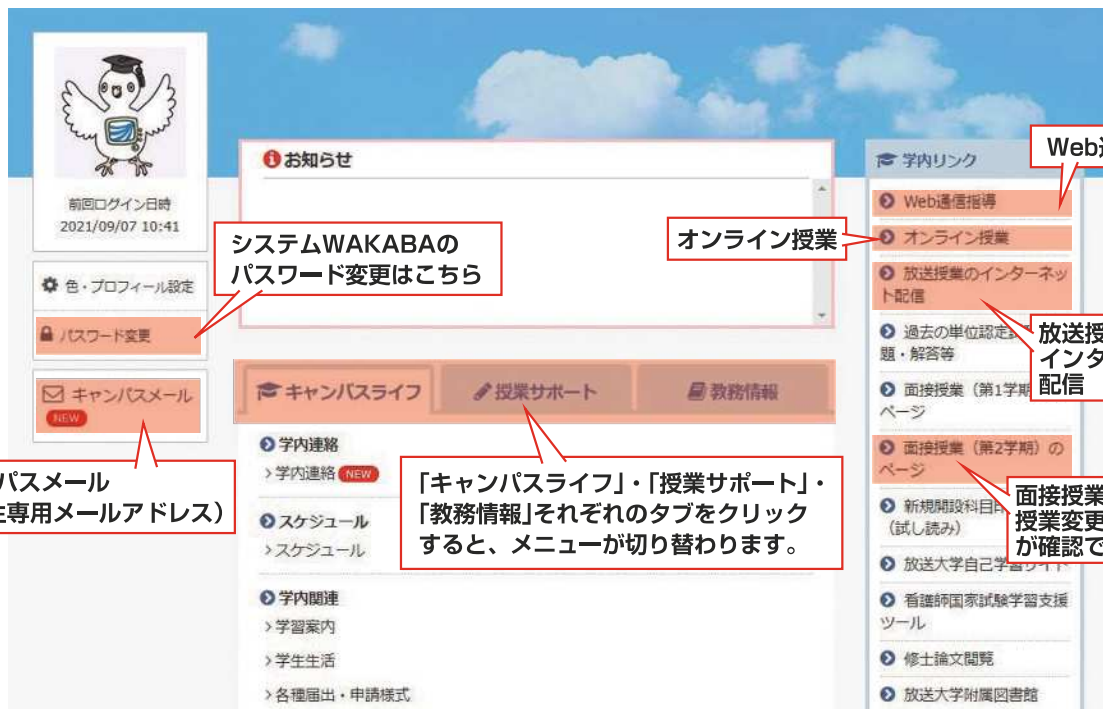 前回ログイン日時
2021/09/07 10:41
色・プロフィール設定
パスワード変更
キャンパスメール
NEW
パスメール
専用メールアドレス)
システムWAKABAの
パスワード変更はこちら
お知らせ
オンライン授業
キャンパスライフ
授業サポート
教務情報
学内連絡
学内連絡 NEW
スケジュール
スケジュール
学内関連
学習案内
学生生活
各種届出・申請様式
「キャンパスライフ」・「授業サポート」・
「教務情報」それぞれのタブをクリック
すると、メニューが切り替わります。
学内リンク
Web通信指導
オンライン授業
放送授業のインターネッ
ト配信
過去の単位認定
題・解答等
面接授業(第1学期
ページ
面接授業(第2学期)の
ページ
新規開設科目
(試し読み)
放送大学自己学習サイト
看護師国家試験学習支援
ツール
修士論文閲覧
放送大学附属図書館
Web
放送授
インタ
配信
面接授業
授業変更
が確認で